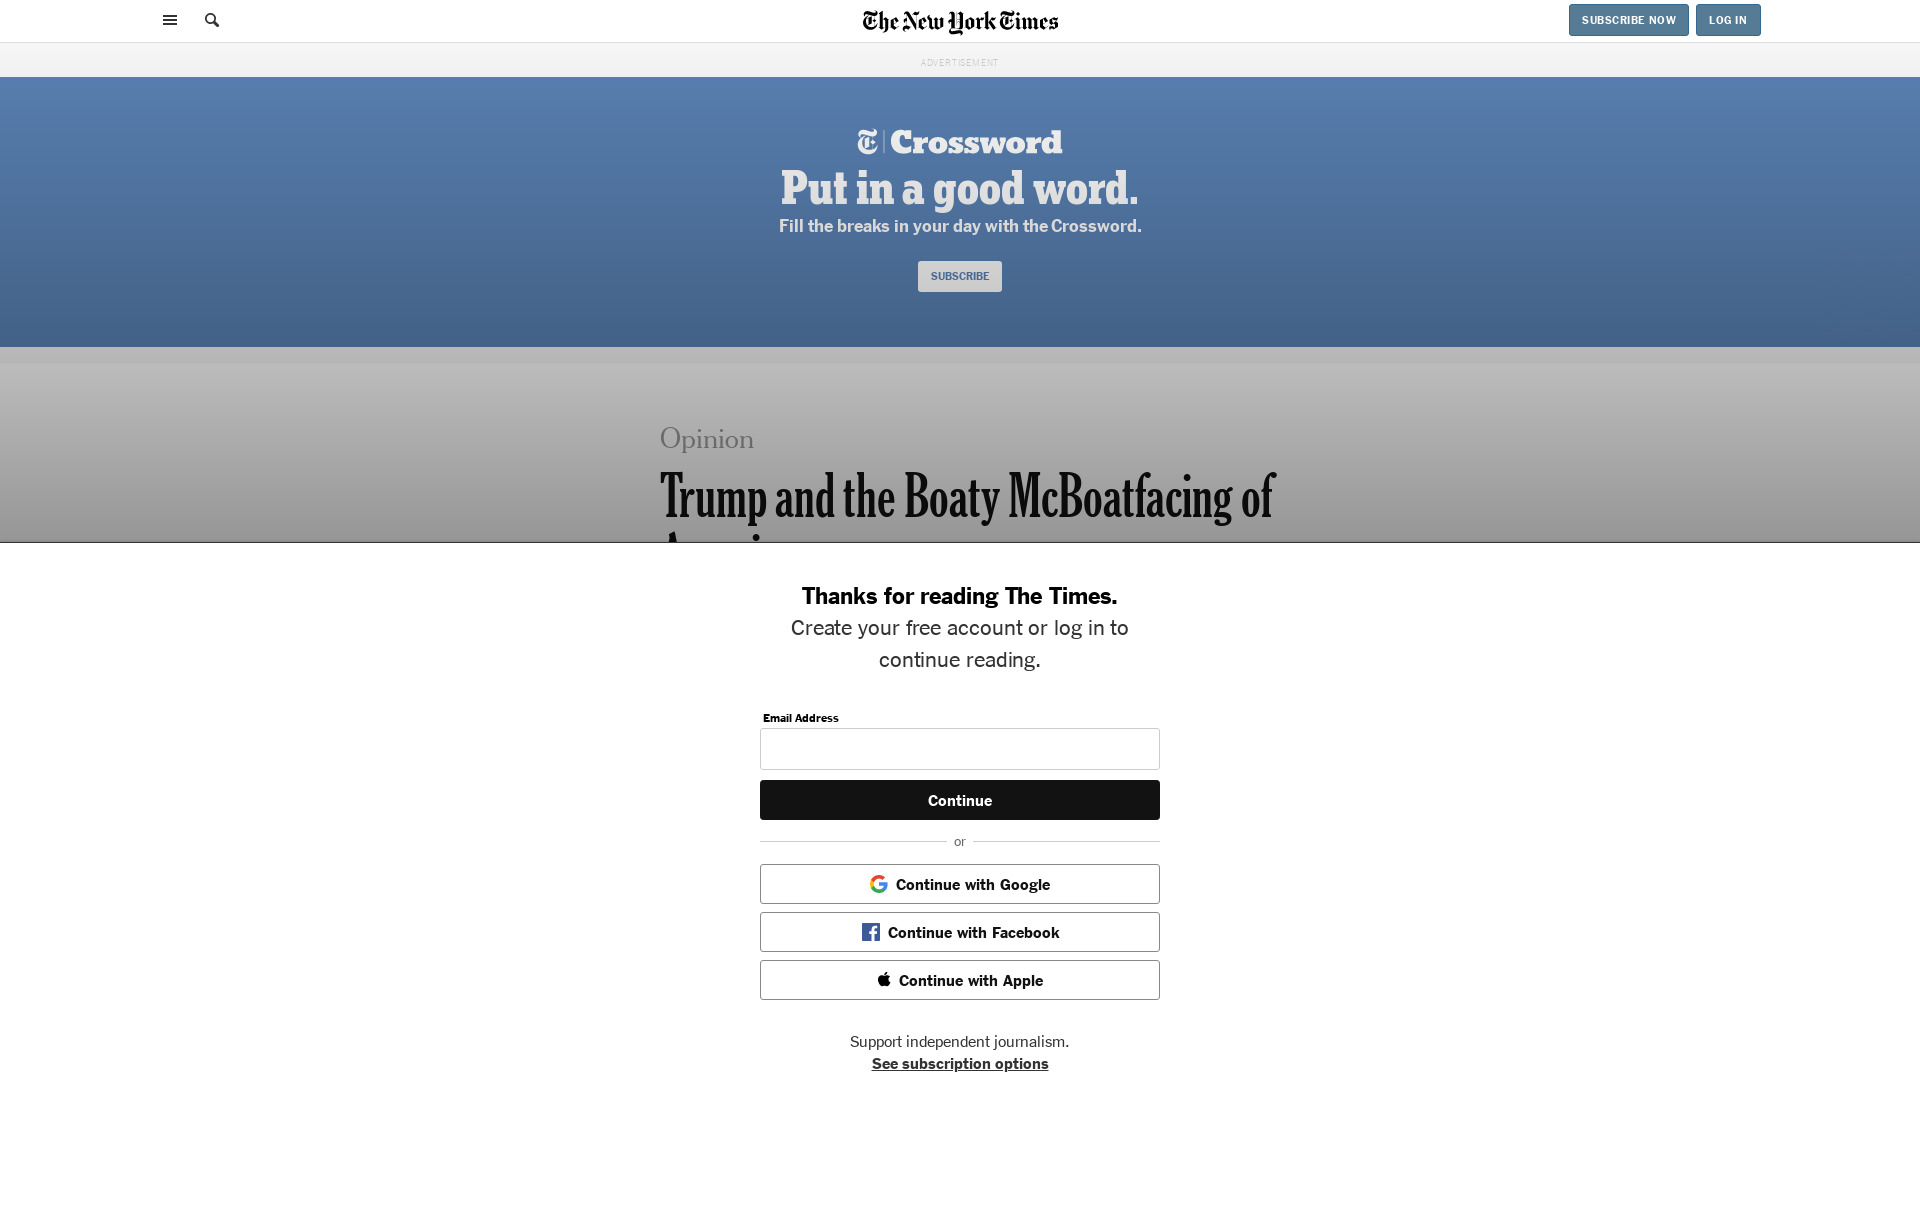 The New York Times
SUBSCRIBE NOW
LOG IN
ADVERTISEMENT
T Crossword
Put in a good word.
Fill the breaks in your day with the Crossword.
SUBSCRIBE
Opinion
Trump and the Boaty McBoatfacing of
Thanks for reading The Times.
Create your free account or log in to
continue reading.
Email Address
Continue
or
Continue with Google
Continue with Facebook
Continue with Apple
Support independent journalism.
See subscription options